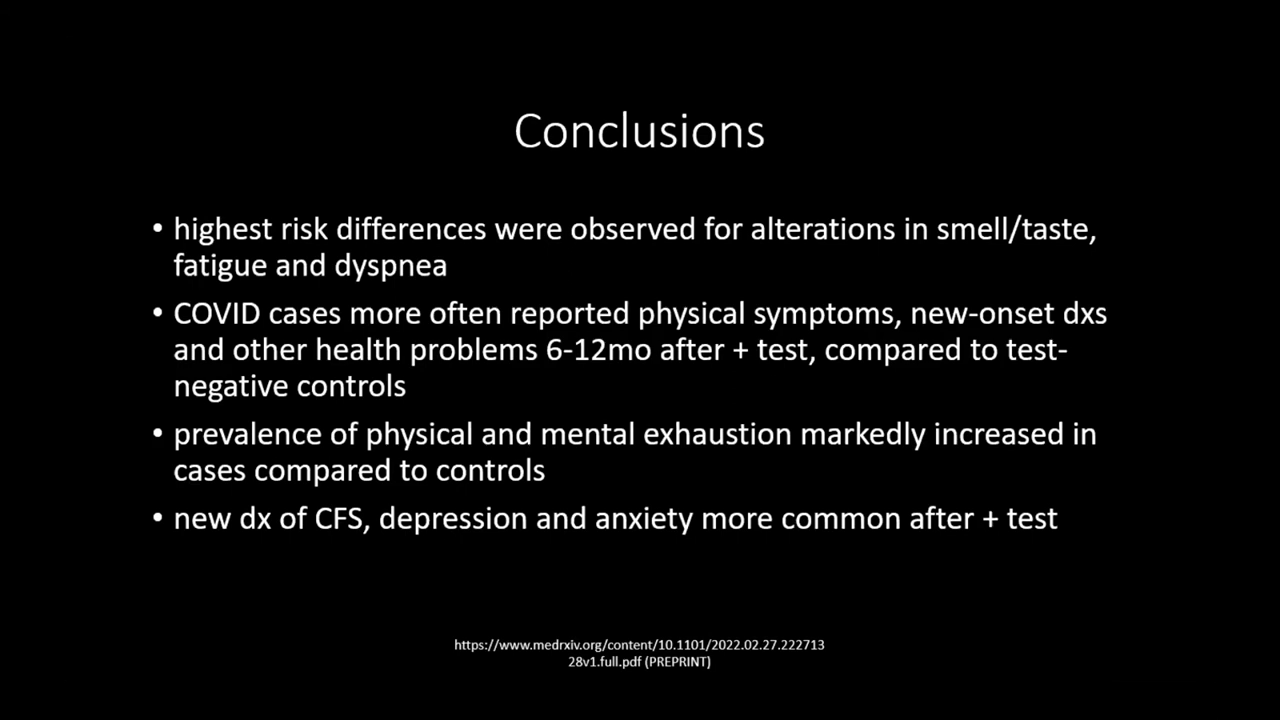 Conclusions
• highest risk differences were observed for alterations in smell/taste,
fatigue and dyspnea
• COVID cases more often reported physical symptoms, new-onset dxs
and other health problems 6-12mo after + test, compared to test-
negative controls
• prevalence of physical and mental exhaustion markedly increased in
cases compared to controls
• new dx of CFS, depression and anxiety more common after + test
https://www.medrxiv.org/content/10.1101/2022.02.27.222713
28v1.full.pdf (PREPRINT)